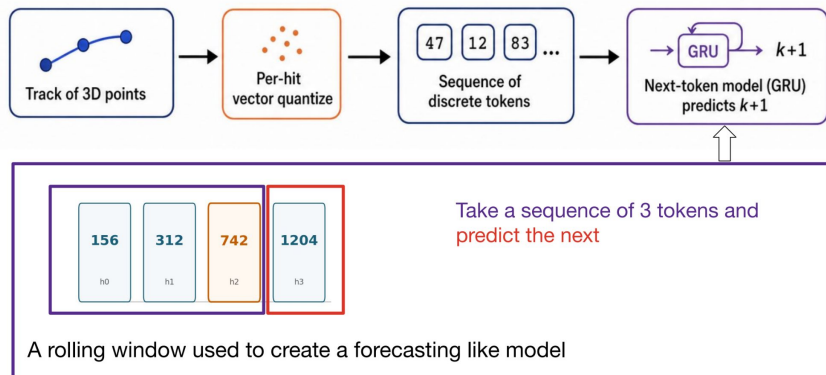 Track of 3D points
Per-hit
vector quantize
47 12 83 ...
Sequence of
discrete tokens
GRU k+1
Next-token model (GRU)
predicts k+1
156 312 742 1204
h0 h1 h2 h3
Take a sequence of 3 tokens and
predict the next
A rolling window used to create a forecasting like model